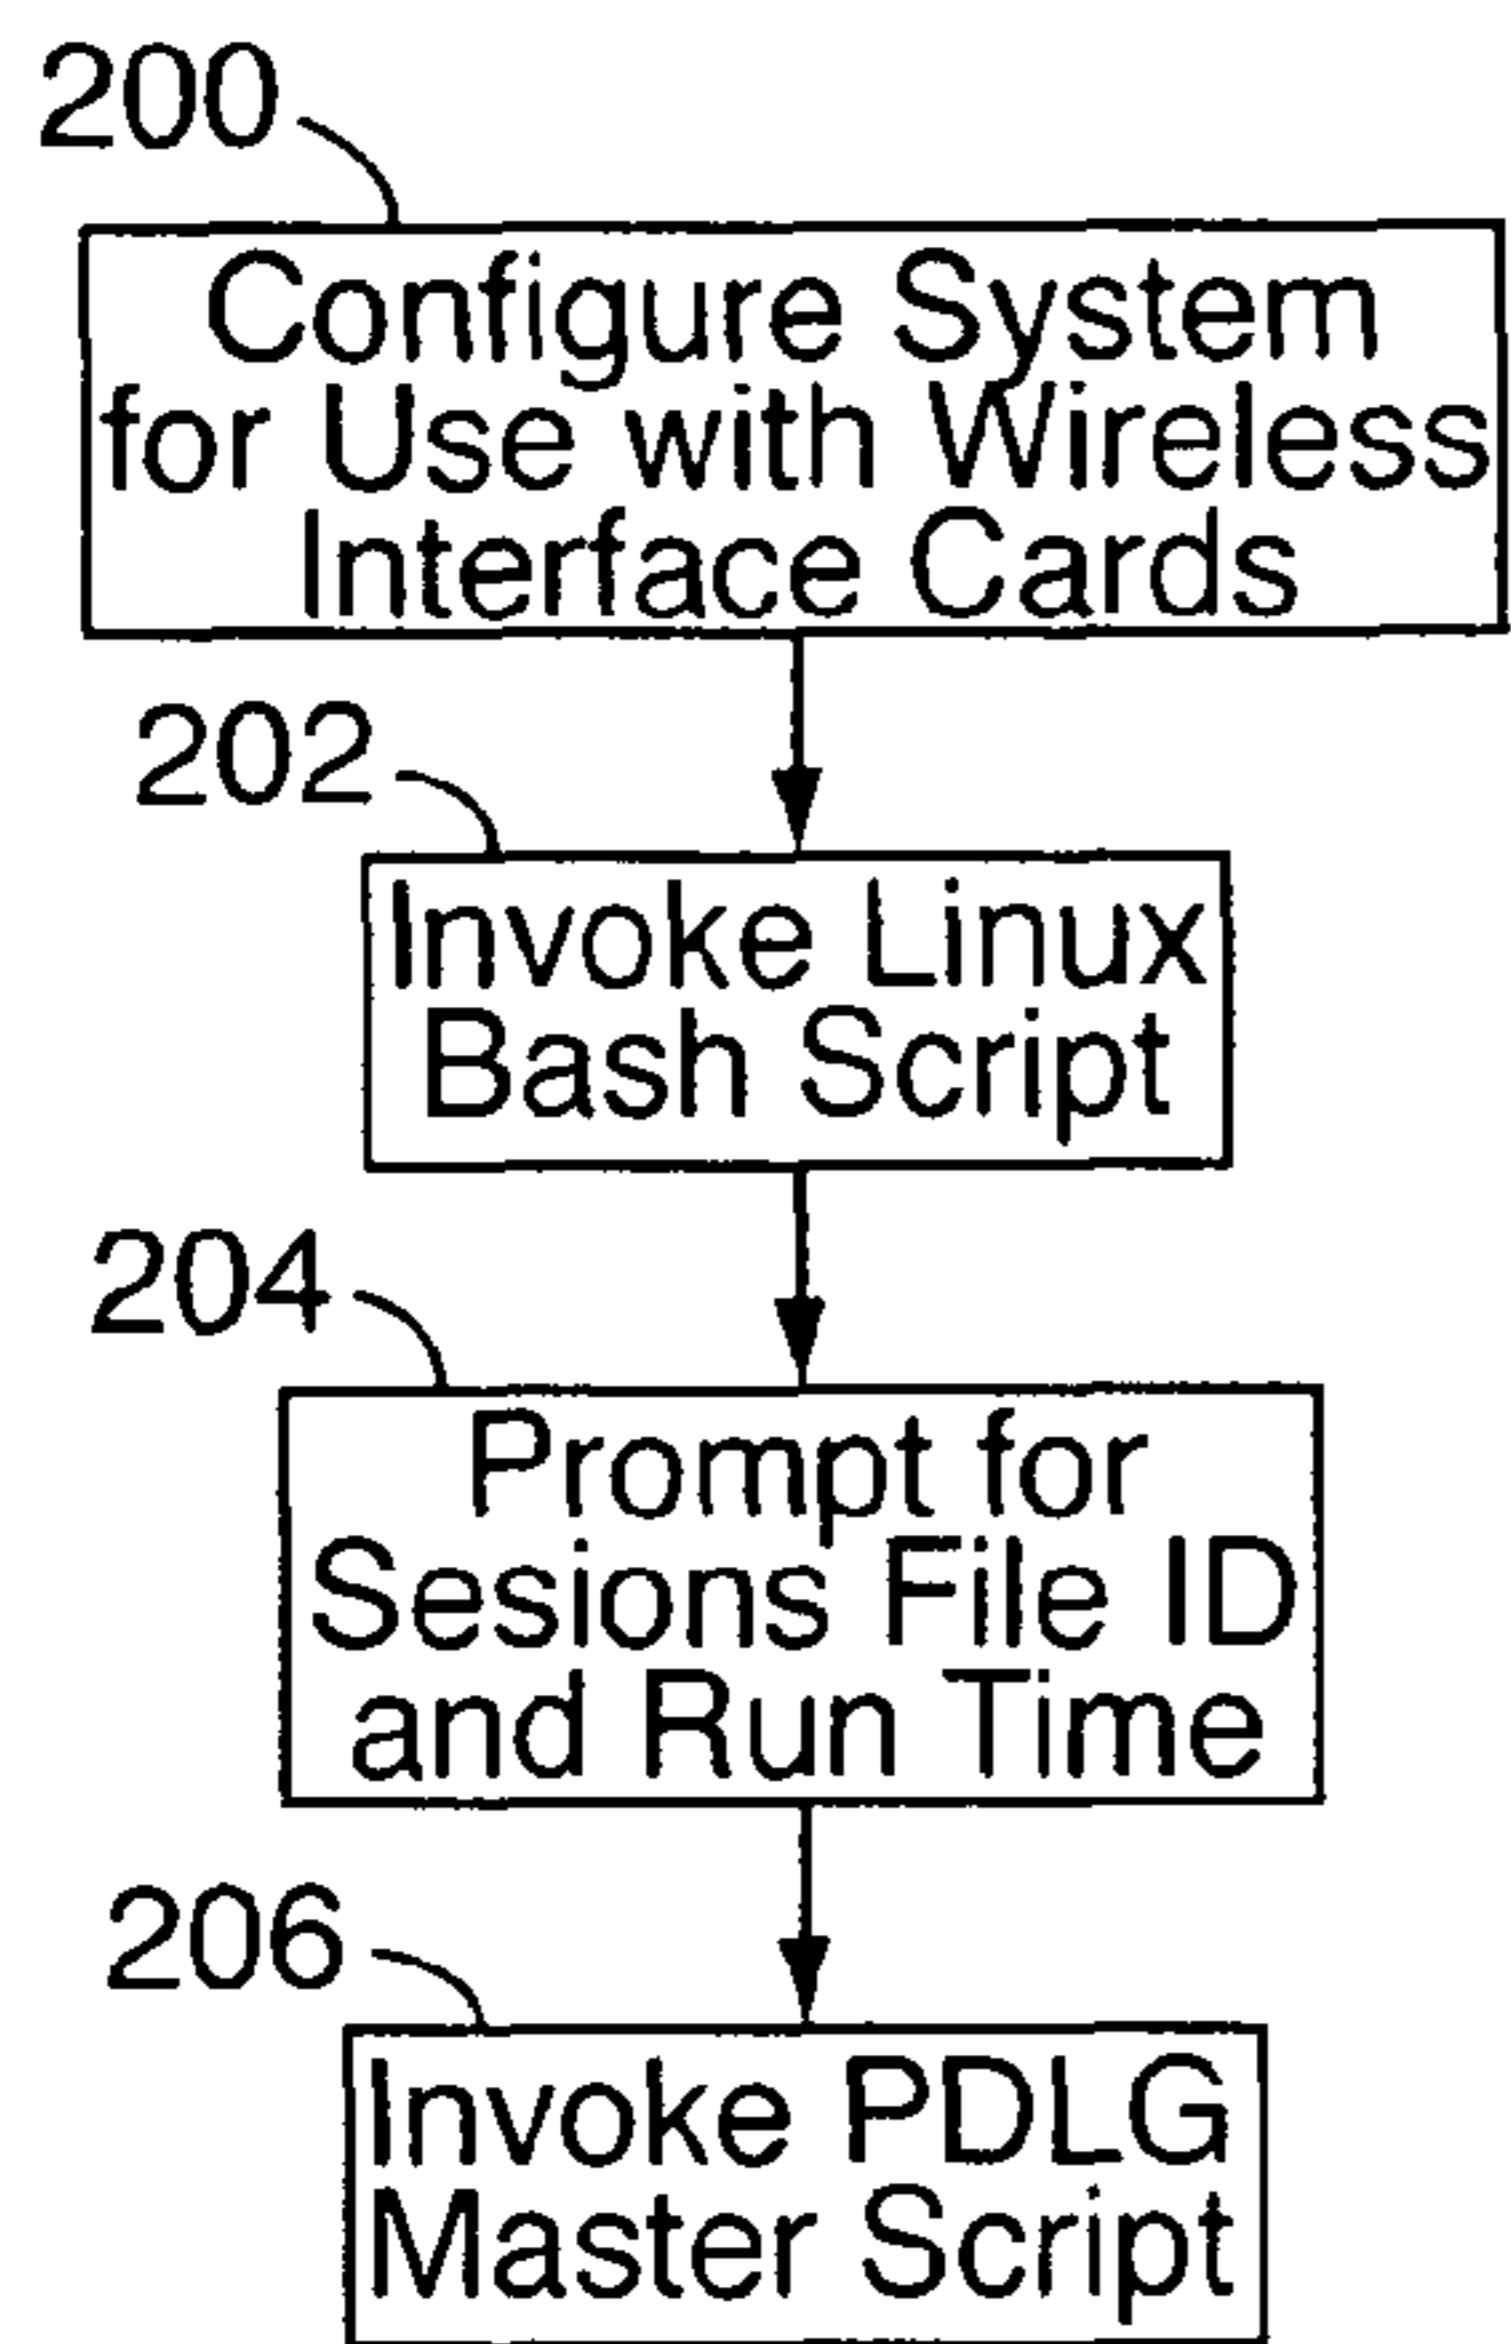 200
Configure System
for Use with Wireless
Interface Cards
202
Invoke Linux
Bash Script
204
Prompt for
Sesions File ID
and Run Time
206
Invoke PDLG
Master Script